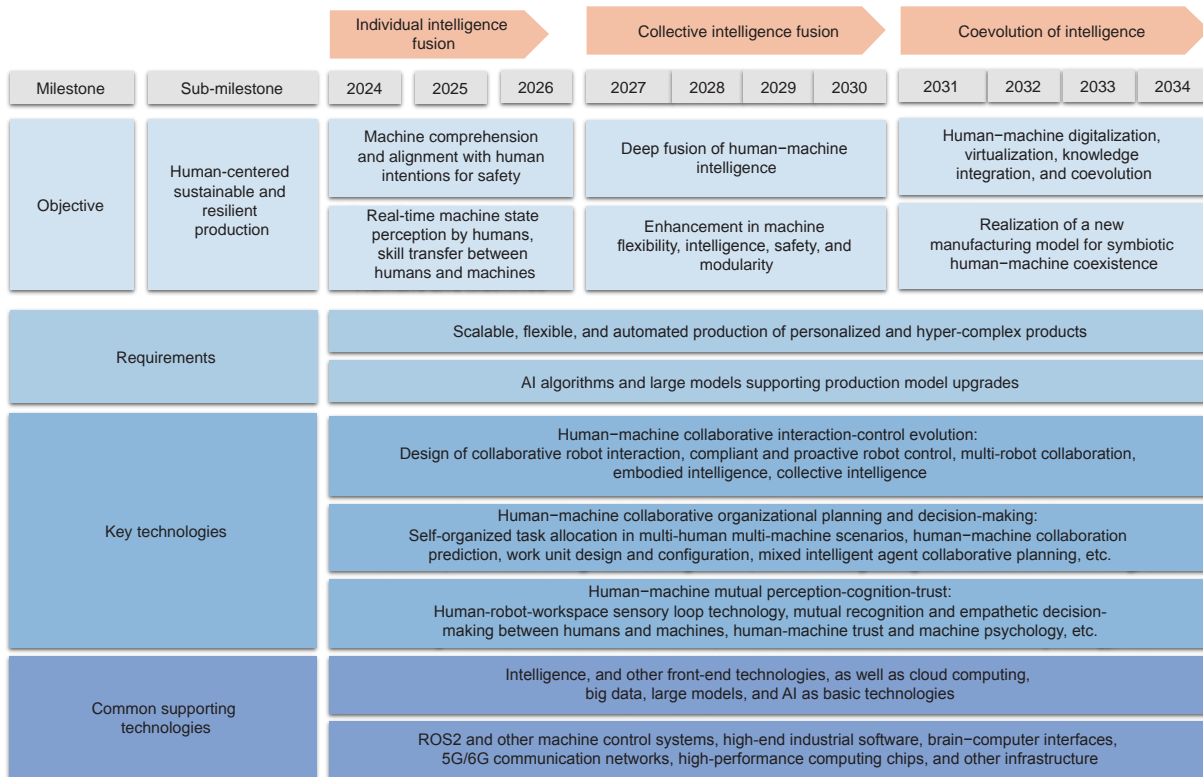 Individual intelligence
fusion
Collective intelligence fusion
Coevolution of intelligence
Milestone
Sub-milestone
2024
2025
2026
2027
2028
2029
2030
2031
2032
2033
2034
Objective
Human-centered
sustainable and
resilient
production
Machine comprehension
and alignment with human
intentions for safety
Deep fusion of human−machine
intelligence
Human−machine digitalization,
virtualization, knowledge
integration, and coevolution
Real-time machine state
perception by humans,
skill transfer between
humans and machines
Enhancement in machine
flexibility, intelligence, safety, and
modularity
Realization of a new
manufacturing model for symbiotic
human−machine coexistence
Requirements
Scalable, flexible, and automated production of personalized and hyper-complex products
AI algorithms and large models supporting production model upgrades
Key technologies
Human−machine collaborative interaction-control evolution:
Design of collaborative robot interaction, compliant and proactive robot control, multi-robot collaboration,
embodied intelligence, collective intelligence
Human−machine collaborative organizational planning and decision-making:
Self-organized task allocation in multi-human multi-machine scenarios, human−machine collaboration
prediction, work unit design and configuration, mixed intelligent agent collaborative planning, etc.
Human−machine mutual perception-cognition-trust:
Human-robot-workspace sensory loop technology, mutual recognition and empathetic decision-
making between humans and machines, human-machine trust and machine psychology, etc.
Common supporting
technologies
Intelligence, and other front-end technologies, as well as cloud computing,
big data, large models, and AI as basic technologies
ROS2 and other machine control systems, high-end industrial software, brain−computer interfaces,
5G/6G communication networks, high-performance computing chips, and other infrastructure